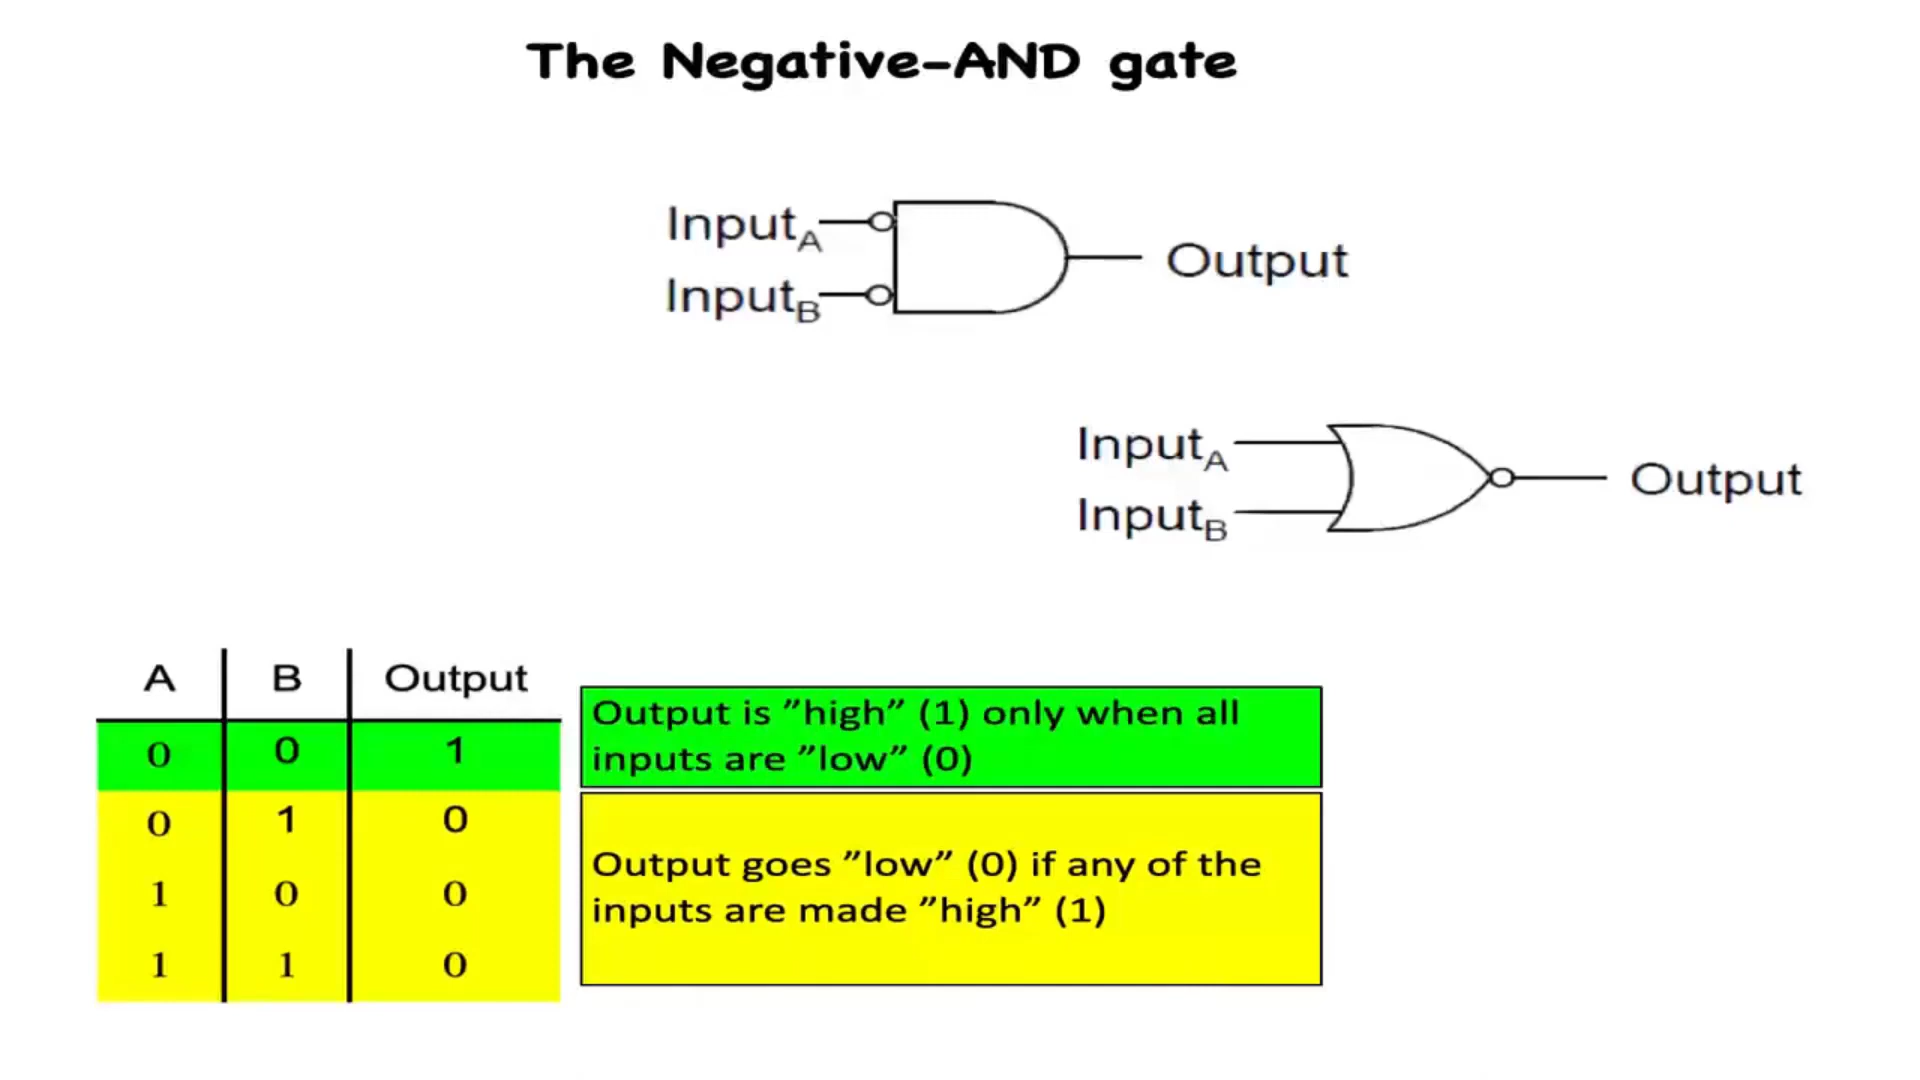 The Negative-AND gate
InputA
Output
InputB
InputA
Output
InputB
A B Output
0 0 1
0 1 0
1 0 0
1 1 0
Output is ”high” (1) only when all
inputs are ”low” (0)
Output goes ”low” (0) if any of the
inputs are made ”high” (1)